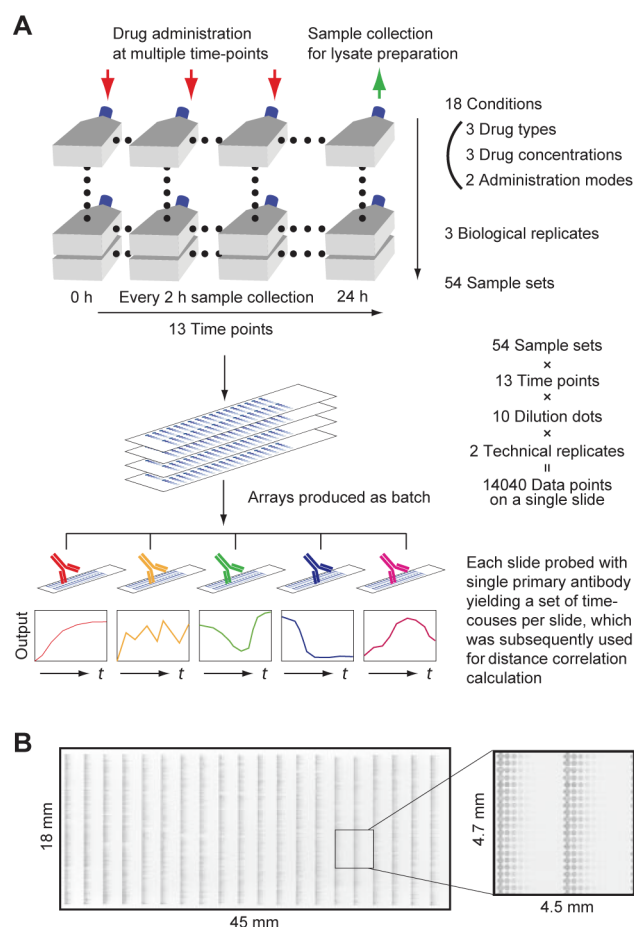 A
Drug administration
at multiple time-points
Sample collection
for lysate preparation
18 Conditions
3 Drug types
3 Drug concentrations
2 Administration modes
3 Biological replicates
54 Sample sets
0 h
Every 2 h sample collection
24 h
13 Time points
54 Sample sets
×
13 Time points
×
10 Dilution dots
×
2 Technical replicates
=
14040 Data points
on a single slide
Arrays produced as batch
Output
t
t
t
t
t
Each slide probed with
single primary antibody
yielding a set of time-
couses per slide, which
was subsequently used
for distance correlation
calculation
B
18 mm
45 mm
4.7 mm
4.5 mm